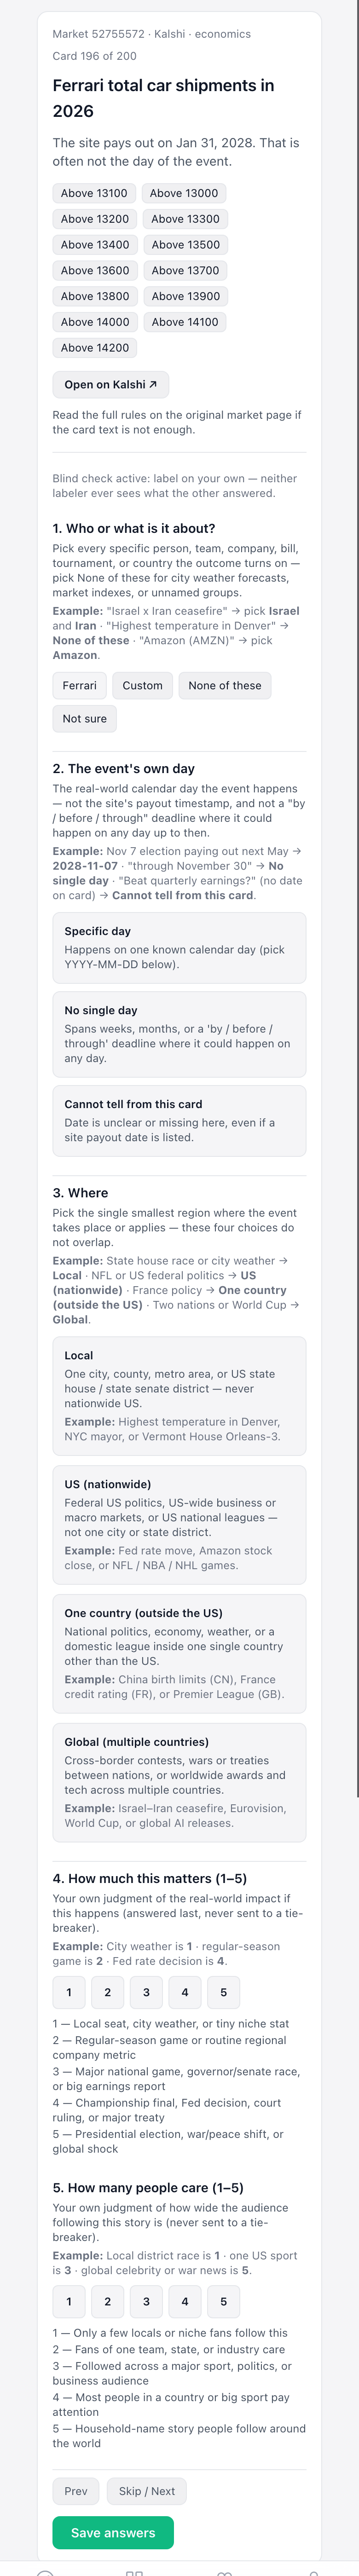 Market 52755572 · Kalshi · economics
Card 196 of 200
Ferrari total car shipments in
2026
The site pays out on Jan 31, 2028. That is
often not the day of the event.
Above 13100 Above 13000
Above 13200 Above 13300
Above 13400 Above 13500
Above 13600 Above 13700
Above 13800 Above 13900
Above 14000 Above 14100
Above 14200
Open on Kalshi ↗
Read the full rules on the original market page if
the card text is not enough.
Blind check active: label on your own — neither
labeler ever sees what the other answered.
1. Who or what is it about?
Pick every specific person, team, company, bill,
tournament, or country the outcome turns on —
pick None of these for city weather forecasts,
market indexes, or unnamed groups.
Example: "Israel x Iran ceasefire" → pick Israel
and Iran · "Highest temperature in Denver" →
None of these · "Amazon (AMZN)" → pick
Amazon.
Ferrari Custom None of these
Not sure
2. The event's own day
The real-world calendar day the event happens
— not the site's payout timestamp, and not a "by
/ before / through" deadline where it could
happen on any day up to then.
Example: Nov 7 election paying out next May →
2028-11-07 · "through November 30" → No
single day · "Beat quarterly earnings?" (no date
on card) → Cannot tell from this card.
Specific day
Happens on one known calendar day (pick
YYYY-MM-DD below).
No single day
Spans weeks, months, or a 'by / before /
through' deadline where it could happen on
any day.
Cannot tell from this card
Date is unclear or missing here, even if a
site payout date is listed.
3. Where
Pick the single smallest region where the event
takes place or applies — these four choices do
not overlap.
Example: State house race or city weather →
Local · NFL or US federal politics → US
(nationwide) · France policy → One country
(outside the US) · Two nations or World Cup →
Global.
Local
One city, county, metro area, or US state
house / state senate district — never
nationwide US.
Example: Highest temperature in Denver,
NYC mayor, or Vermont House Orleans-3.
US (nationwide)
Federal US politics, US-wide business or
macro markets, or US national leagues —
not one city or state district.
Example: Fed rate move, Amazon stock
close, or NFL / NBA / NHL games.
One country (outside the US)
National politics, economy, weather, or a
domestic league inside one single country
other than the US.
Example: China birth limits (CN), France
credit rating (FR), or Premier League (GB).
Global (multiple countries)
Cross-border contests, wars or treaties
between nations, or worldwide awards and
tech across multiple countries.
Example: Israel–Iran ceasefire, Eurovision,
World Cup, or global AI releases.
4. How much this matters (1–5)
Your own judgment of the real-world impact if
this happens (answered last, never sent to a tie-
breaker).
Example: City weather is 1 · regular-season
game is 2 · Fed rate decision is 4.
1 2 3 4 5
1 — Local seat, city weather, or tiny niche stat
2 — Regular-season game or routine regional
company metric
3 — Major national game, governor/senate race,
or big earnings report
4 — Championship final, Fed decision, court
ruling, or major treaty
5 — Presidential election, war/peace shift, or
global shock
5. How many people care (1–5)
Your own judgment of how wide the audience
following this story is (never sent to a tie-
breaker).
Example: Local district race is 1 · one US sport
is 3 · global celebrity or war news is 5.
1 2 3 4 5
1 — Only a few locals or niche fans follow this
2 — Fans of one team, state, or industry care
3 — Followed across a major sport, politics, or
business audience
4 — Most people in a country or big sport pay
attention
5 — Household-name story people follow around
the world
Prev Skip / Next
Save answers